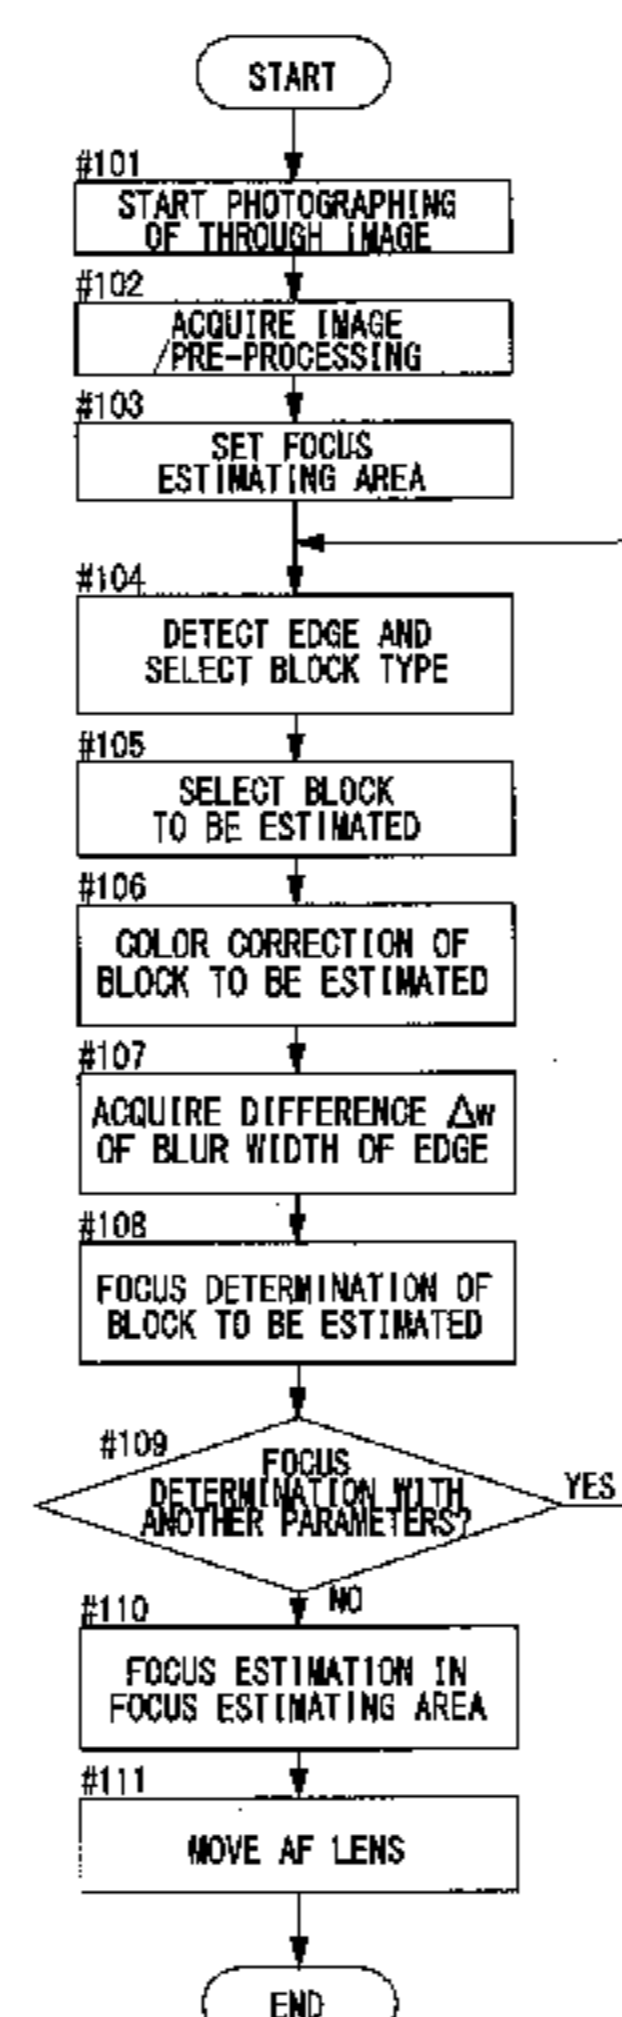 START
#101
START PHOTOGRAPHING
OF THROUGH IMAGE
#102
ACQUIRE IMAGE
/PRE-PROCESSING
#103
SET FOCUS
ESTIMATING AREA
#104
DETECT EDGE AND
SELECT BLOCK TYPE
#105
SELECT BLOCK
TO BE ESTIMATED
#106
COLOR CORRECTION OF
BLOCK TO BE ESTIMATED
#107
ACQUIRE DIFFERENCE Δw
OF BLUR WIDTH OF EDGE
#108
FOCUS DETERMINATION OF
BLOCK TO BE ESTIMATED
#109
FOCUS
DETERMINATION WITH
ANOTHER PARAMETERS?
YES
NO
#110
FOCUS ESTIMATION IN
FOCUS ESTIMATING AREA
#111
MOVE AF LENS
END